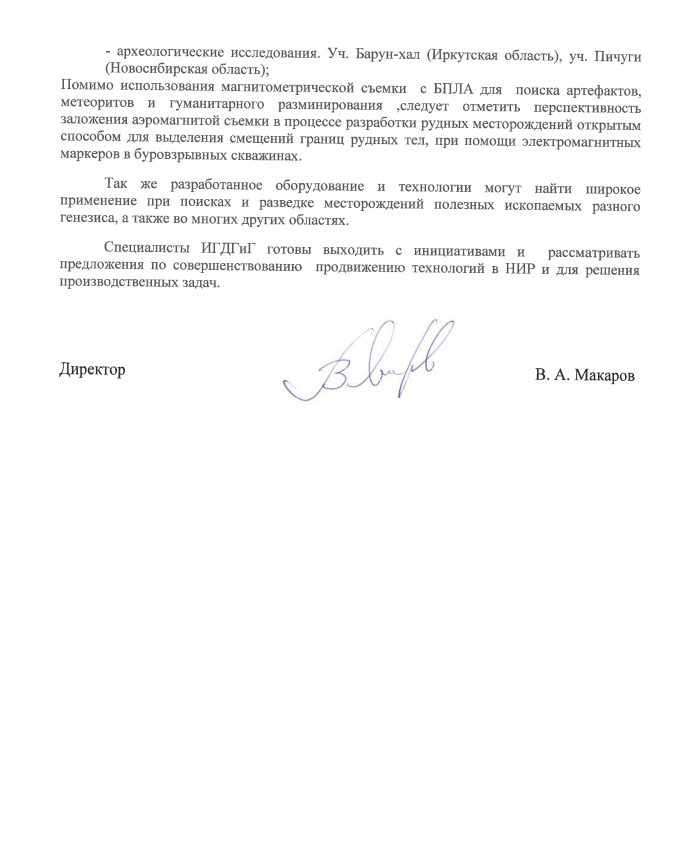 - археологические исследования. Уч. Барун-хал (Иркутская область), уч. Пичуги
(Новосибирская область);
Помимо использования магнитометрической съемки с БПЛА для поиска артефактов,
метеоритов и гуманитарного разминирования ,следует отметить перспективность
заложения аэромагнитой съемки в процессе разработки рудных месторождений открытым
способом для выделения смещений границ рудных тел, при помощи электромагнитных
маркеров в буровзрывных скважинах.
Так же разработанное оборудование и технологии могут найти широкое
применение при поисках и разведке месторождений полезных ископаемых разного
генезиса, а также во многих других областях.
Специалисты ИГДГиГ готовы выходить с инициативами и рассматривать
предложения по совершенствованию продвижению технологий в НИР и для решения
производственных задач.
Директор
В. А. Макаров